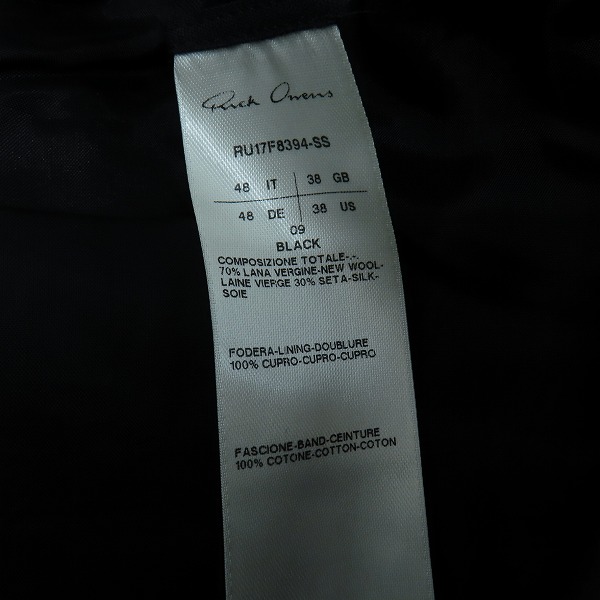 Rick Owens
RU17F8394-SS
48 IT 38 GB
48 DE 38 US
09
BLACK
COMPOSIZIONE TOTALE-.-.
70% LANA VERGINE-NEW WOOL-
LAINE VIERGE 30% SETA-SILK-
SOIE
FODERA-LINING-DOUBLURE
100% CUPRO-CUPRO-CUPRO
FASCIONE-BAND-CEINTURE
100% COTONE-COTTON-COTON